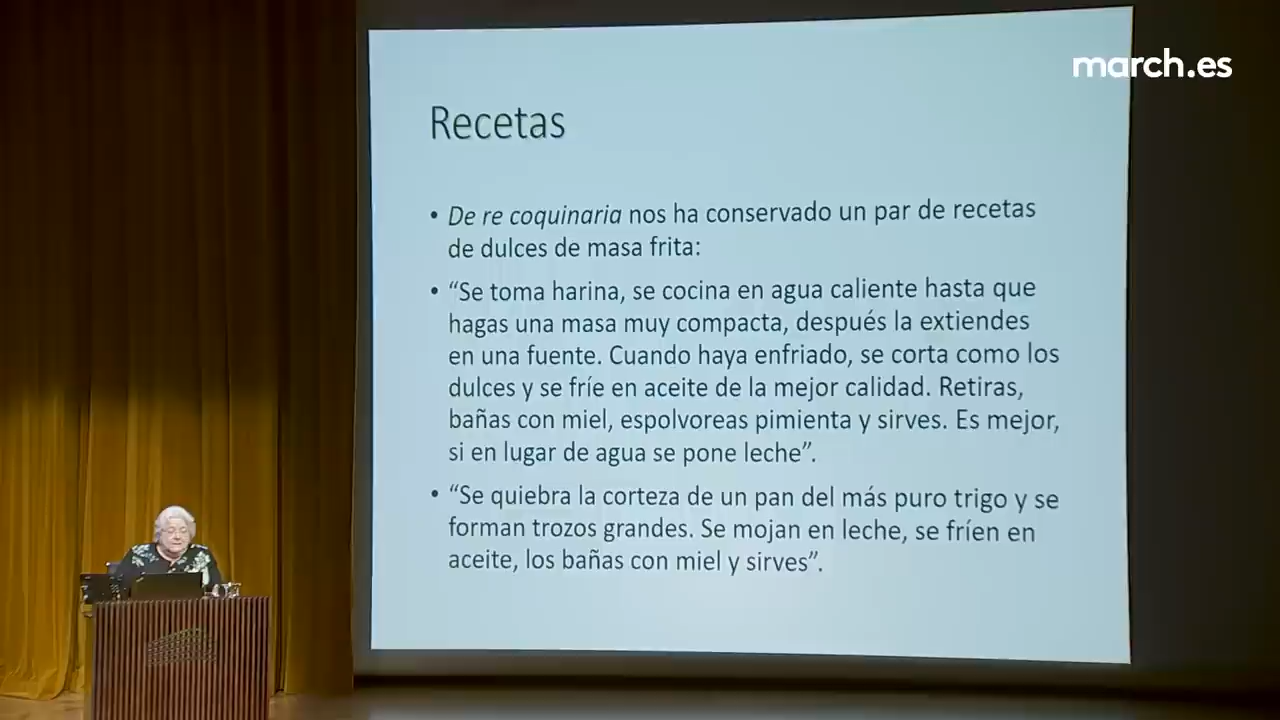 march.es
Recetas
• De re coquinaria nos ha conservado un par de recetas
de dulces de masa frita:
• “Se toma harina, se cocina en agua caliente hasta que
hagas una masa muy compacta, después la extiendes
en una fuente. Cuando haya enfriado, se corta como los
dulces y se fríe en aceite de la mejor calidad. Retiras,
bañas con miel, espolvoreas pimienta y sirves. Es mejor,
si en lugar de agua se pone leche”.
• “Se quiebra la corteza de un pan del más puro trigo y se
forman trozos grandes. Se mojan en leche, se fríen en
aceite, los bañas con miel y sirves”.